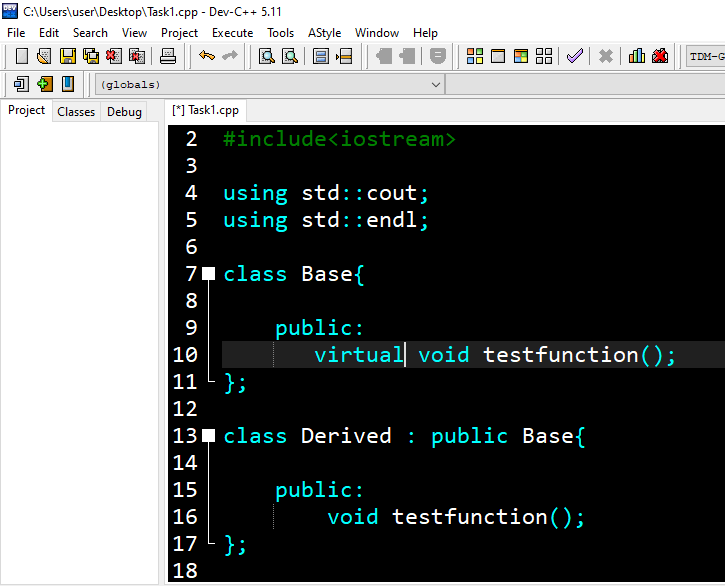 C:\Users\user\Desktop\Task1.cpp - Dev-C++ 5.11
File Edit Search View Project Execute Tools AStyle Window Help
TDM-G
(globals)
Project Classes Debug
[*] Task1.cpp
2 #include<iostream>
3
4 using std::cout;
5 using std::endl;
6
7 class Base{
8
9 public:
10 virtual void testfunction();
11 };
12
13 class Derived : public Base{
14
15 public:
16 void testfunction();
17 };
18